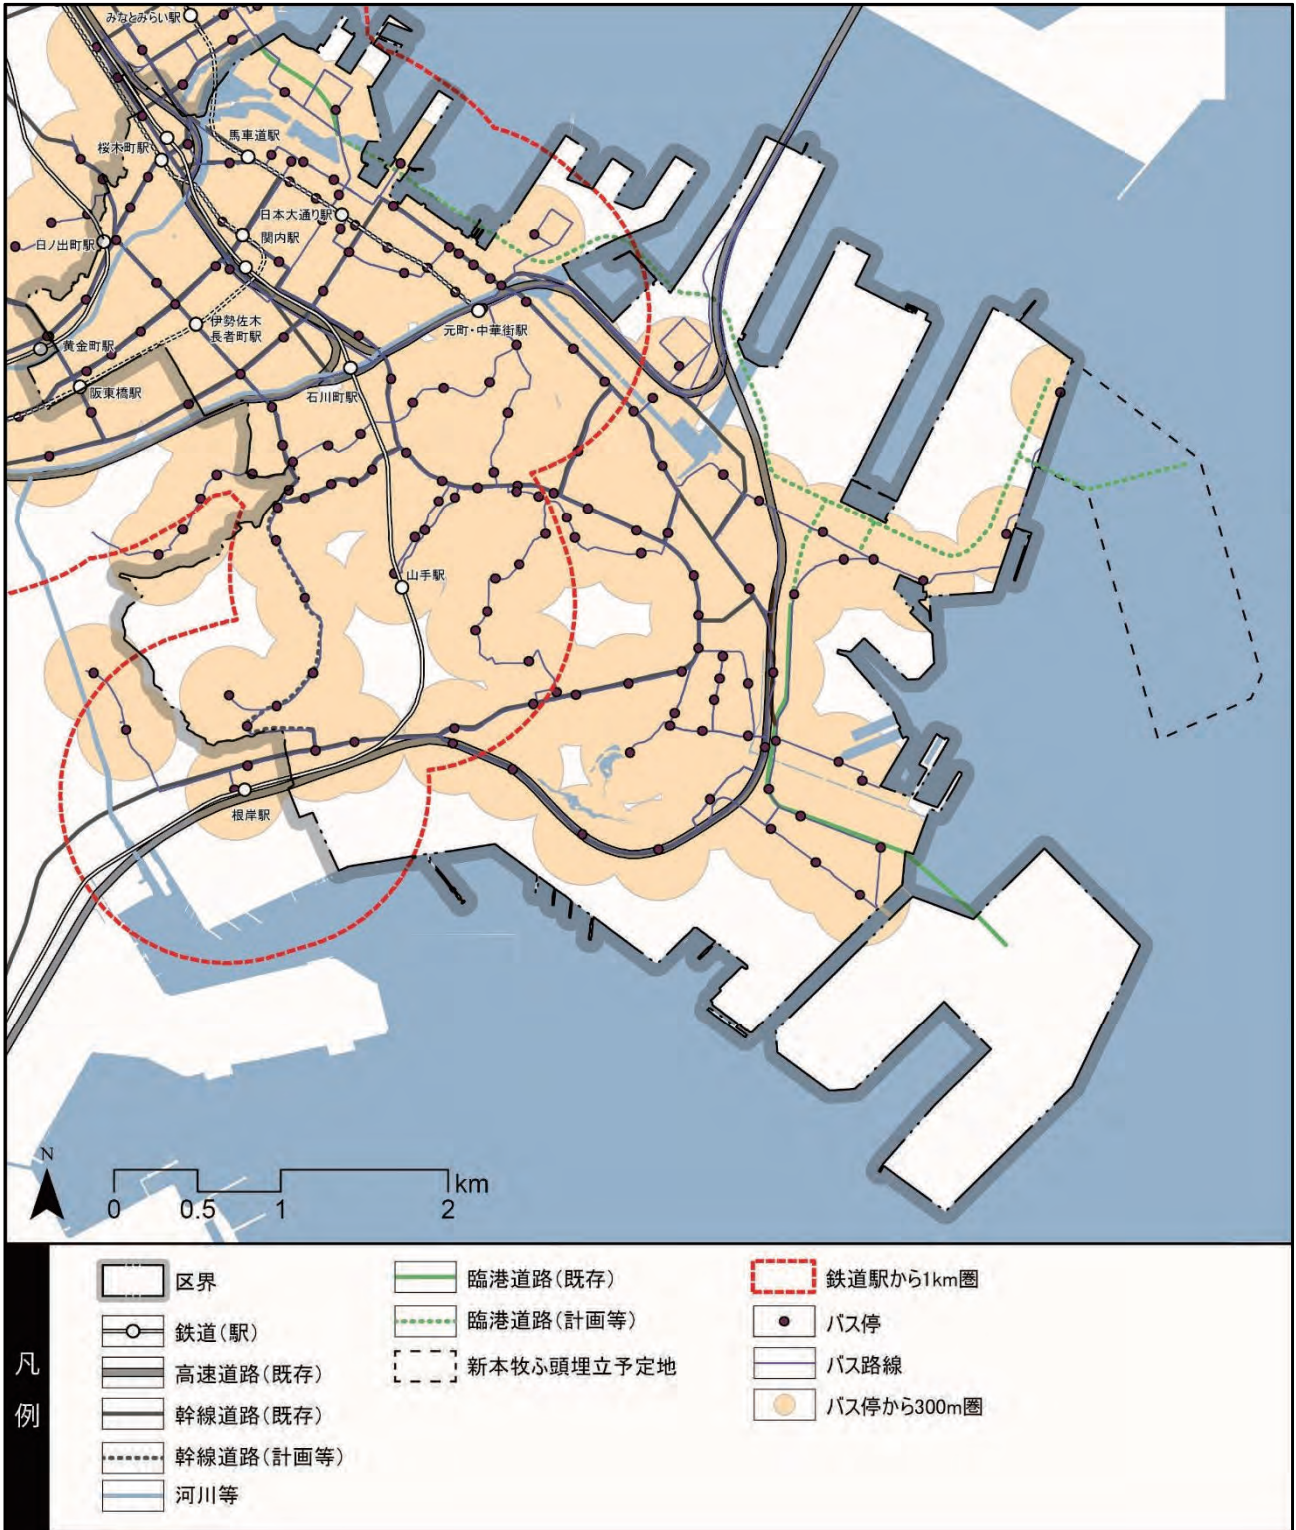 みなとみらい駅
馬車道駅
桜木町駅
日本大通り駅
関内駅
日ノ出町駅
元町・中華街駅
伊勢佐木
長者町駅
黄金町駅
阪東橋駅
石川町駅
山手駅
根岸駅
N
0 0.5 1 2 km
凡例
区界
鉄道（駅）
高速道路（既存）
幹線道路（既存）
幹線道路（計画等）
河川等
臨港道路（既存）
臨港道路（計画等）
新本牧ふ頭埋立予定地
鉄道駅から1km圏
バス停
バス路線
バス停から300m圏